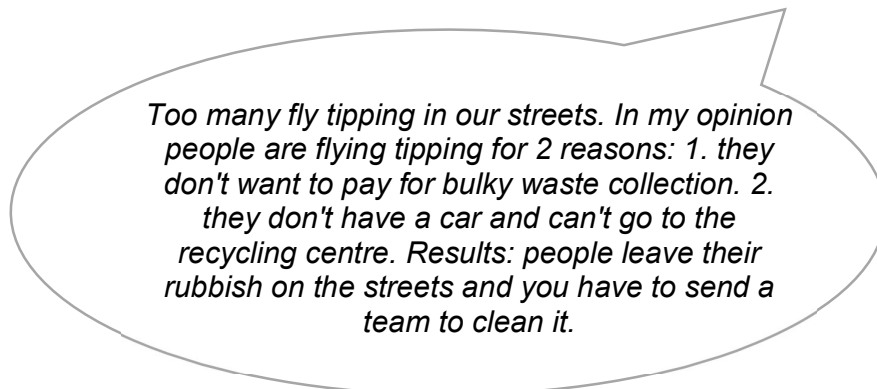 Too many fly tipping in our streets. In my opinion
people are flying tipping for 2 reasons: 1. they
don't want to pay for bulky waste collection. 2.
they don't have a car and can't go to the
recycling centre. Results: people leave their
rubbish on the streets and you have to send a
team to clean it.